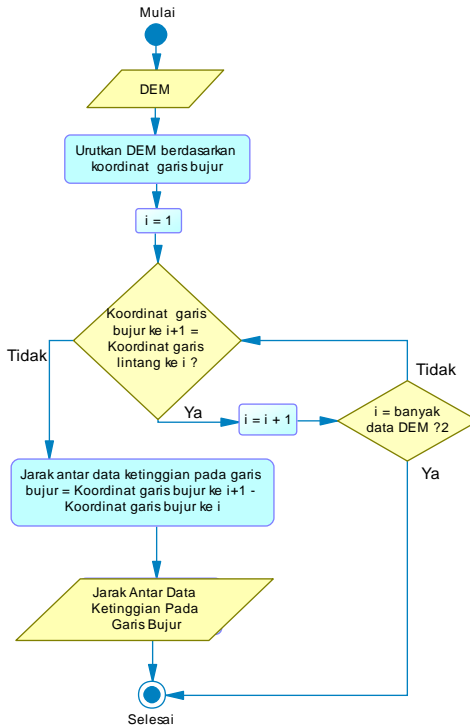 Mulai
DEM
Urutkan DEM berdasarkan
koordinat garis bujur
i = 1
Koordinat garis
bujur ke i+1 =
Koordinat garis
lintang ke i ?
Tidak
Ya
i = i + 1
Tidak
i = banyak
data DEM ?2
Ya
Jarak antar data ketinggian pada garis
bujur = Koordinat garis bujur ke i+1 -
Koordinat garis bujur ke i
Jarak Antar Data
Ketinggian Pada
Garis Bujur
Selesai